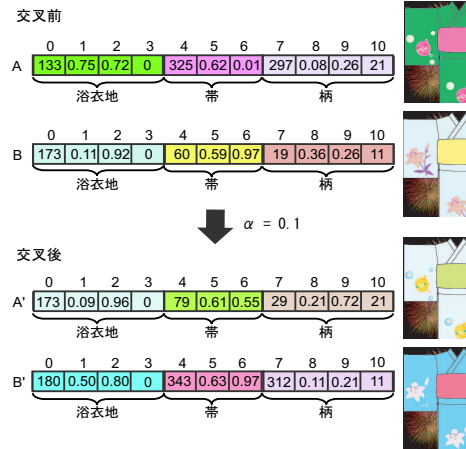 交叉前
0 1 2 3 4 5 6 7 8 9 10
A 133 0.75 0.72 0 325 0.62 0.01 297 0.08 0.26 21
浴衣地 帯 柄
0 1 2 3 4 5 6 7 8 9 10
B 173 0.11 0.92 0 60 0.59 0.97 19 0.36 0.26 11
浴衣地 帯 柄
α = 0.1
交叉後
0 1 2 3 4 5 6 7 8 9 10
A' 173 0.09 0.96 0 79 0.61 0.55 29 0.21 0.72 21
浴衣地 帯 柄
0 1 2 3 4 5 6 7 8 9 10
B' 180 0.50 0.80 0 343 0.63 0.97 312 0.11 0.21 11
浴衣地 帯 柄